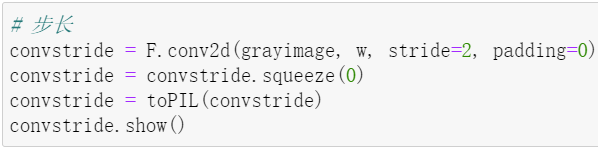 # 步长
convstride = F.conv2d(grayimage, w, stride=2, padding=0)
convstride = convstride.squeeze(0)
convstride = toPIL(convstride)
convstride.show()